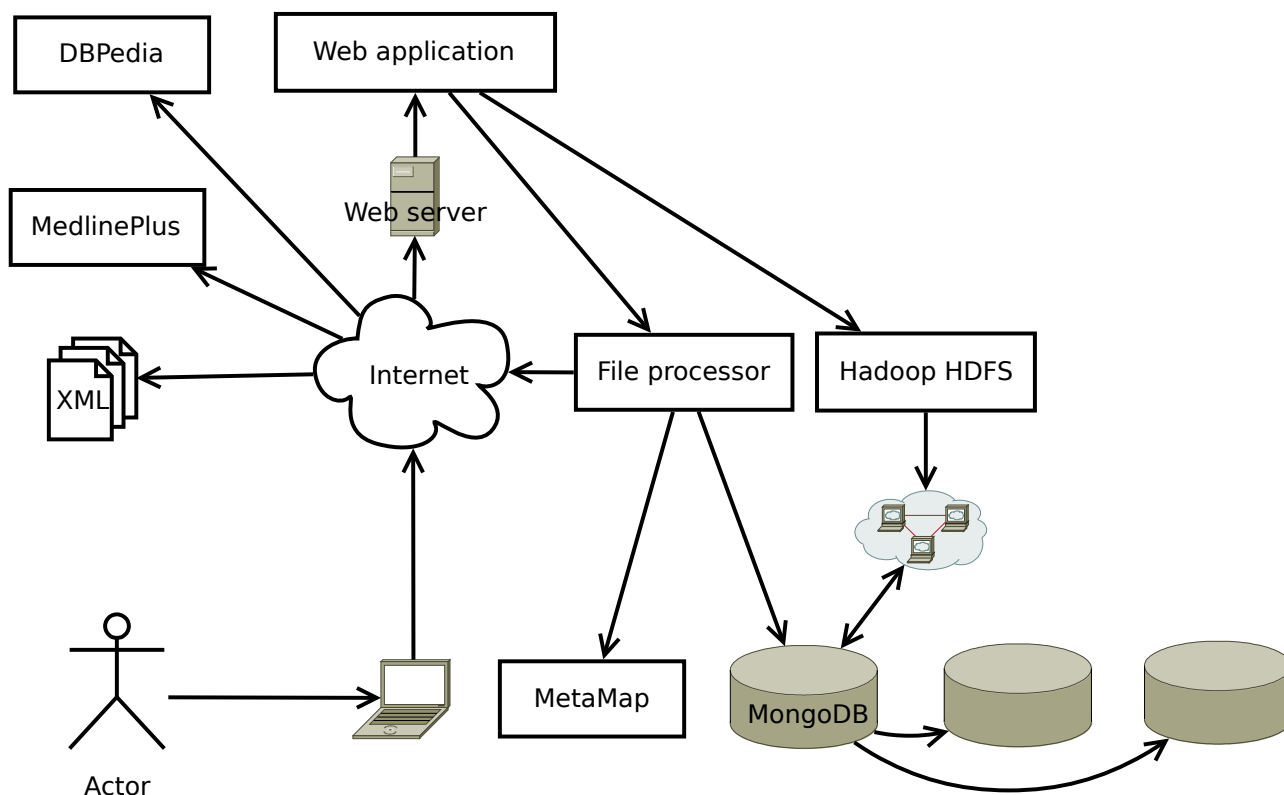 DBPedia
Web application
MedlinePlus
Web server
XML
Internet
File processor
Hadoop HDFS
MetaMap
MongoDB
Actor